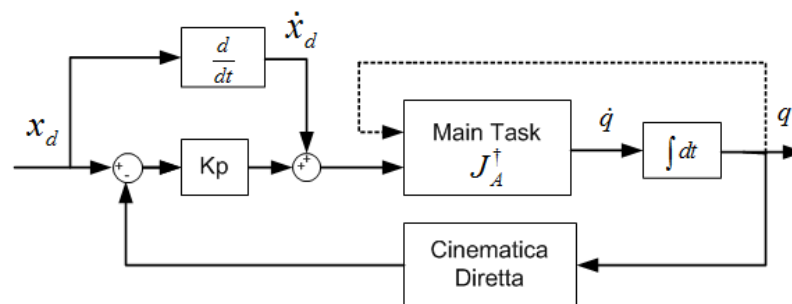 d
dt
ẋ_d
x_d
+
-
Kp
+
+
Main Task
J_A^†
q̇
∫dt
q
Cinematica
Diretta